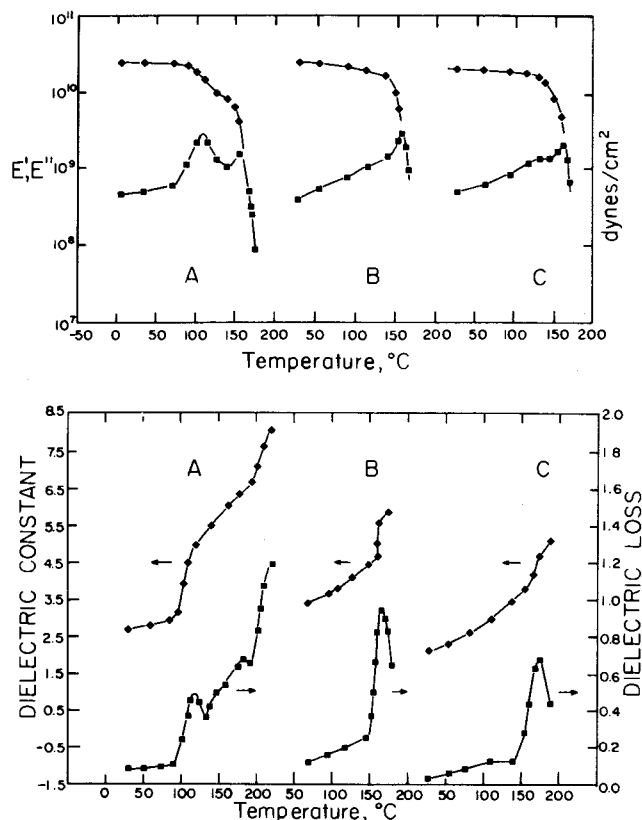 10¹¹
10¹⁰
10⁹
10⁸
10⁷
E',E"
dynes/cm²
A
B
C
-50 0 50 100 150 200 50 100 150 200 50 100 150 200
Temperature, °C
8.5
7.5
6.5
5.5
4.5
3.5
2.5
1.5
0.5
-0.5
-1.5
DIELECTRIC CONSTANT
A
B
C
2.0
1.8
1.6
1.4
1.2
1.0
0.8
0.6
0.4
0.2
0.0
DIELECTRIC LOSS
0 50 100 150 200 50 100 150 200 50 100 150 200
Temperature, °C